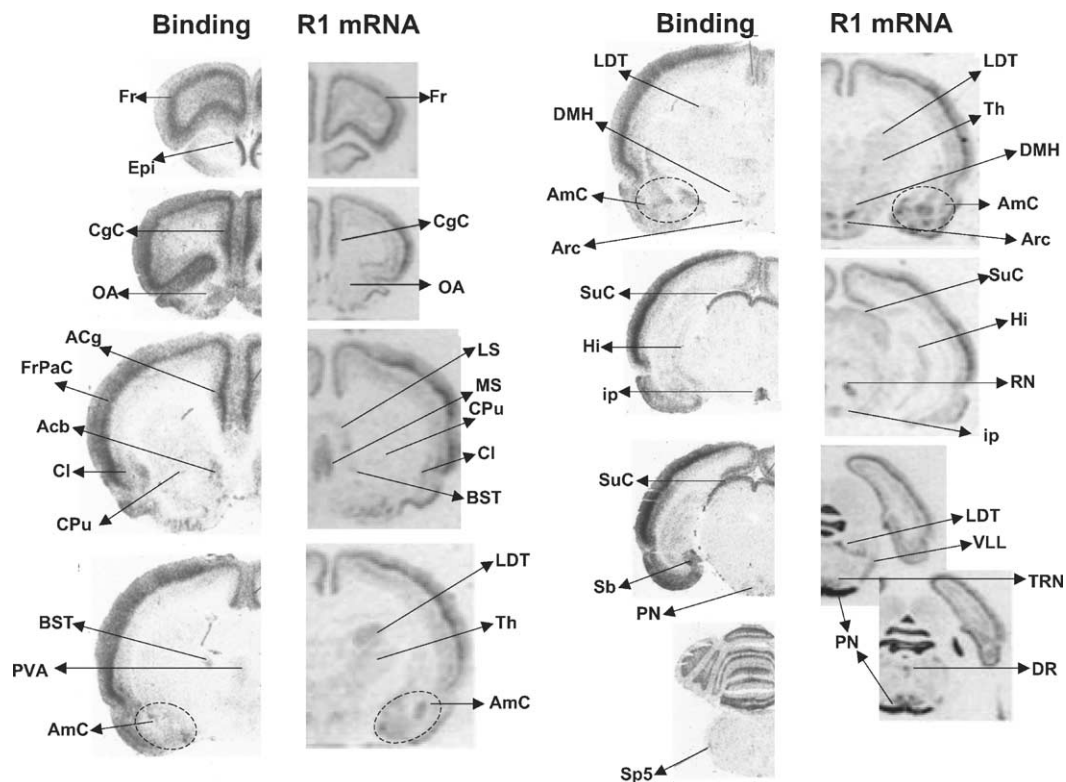 Binding
R1 mRNA
Fr
Epi
Fr
CgC
OA
CgC
OA
ACg
FrPaC
Acb
Cl
CPu
LS
MS
CPu
Cl
BST
BST
PVA
AmC
LDT
Th
AmC
Binding
R1 mRNA
LDT
DMH
AmC
Arc
LDT
Th
DMH
AmC
Arc
SuC
Hi
ip
SuC
Hi
RN
ip
SuC
Sb
PN
LDT
VLL
TRN
PN
DR
Sp5